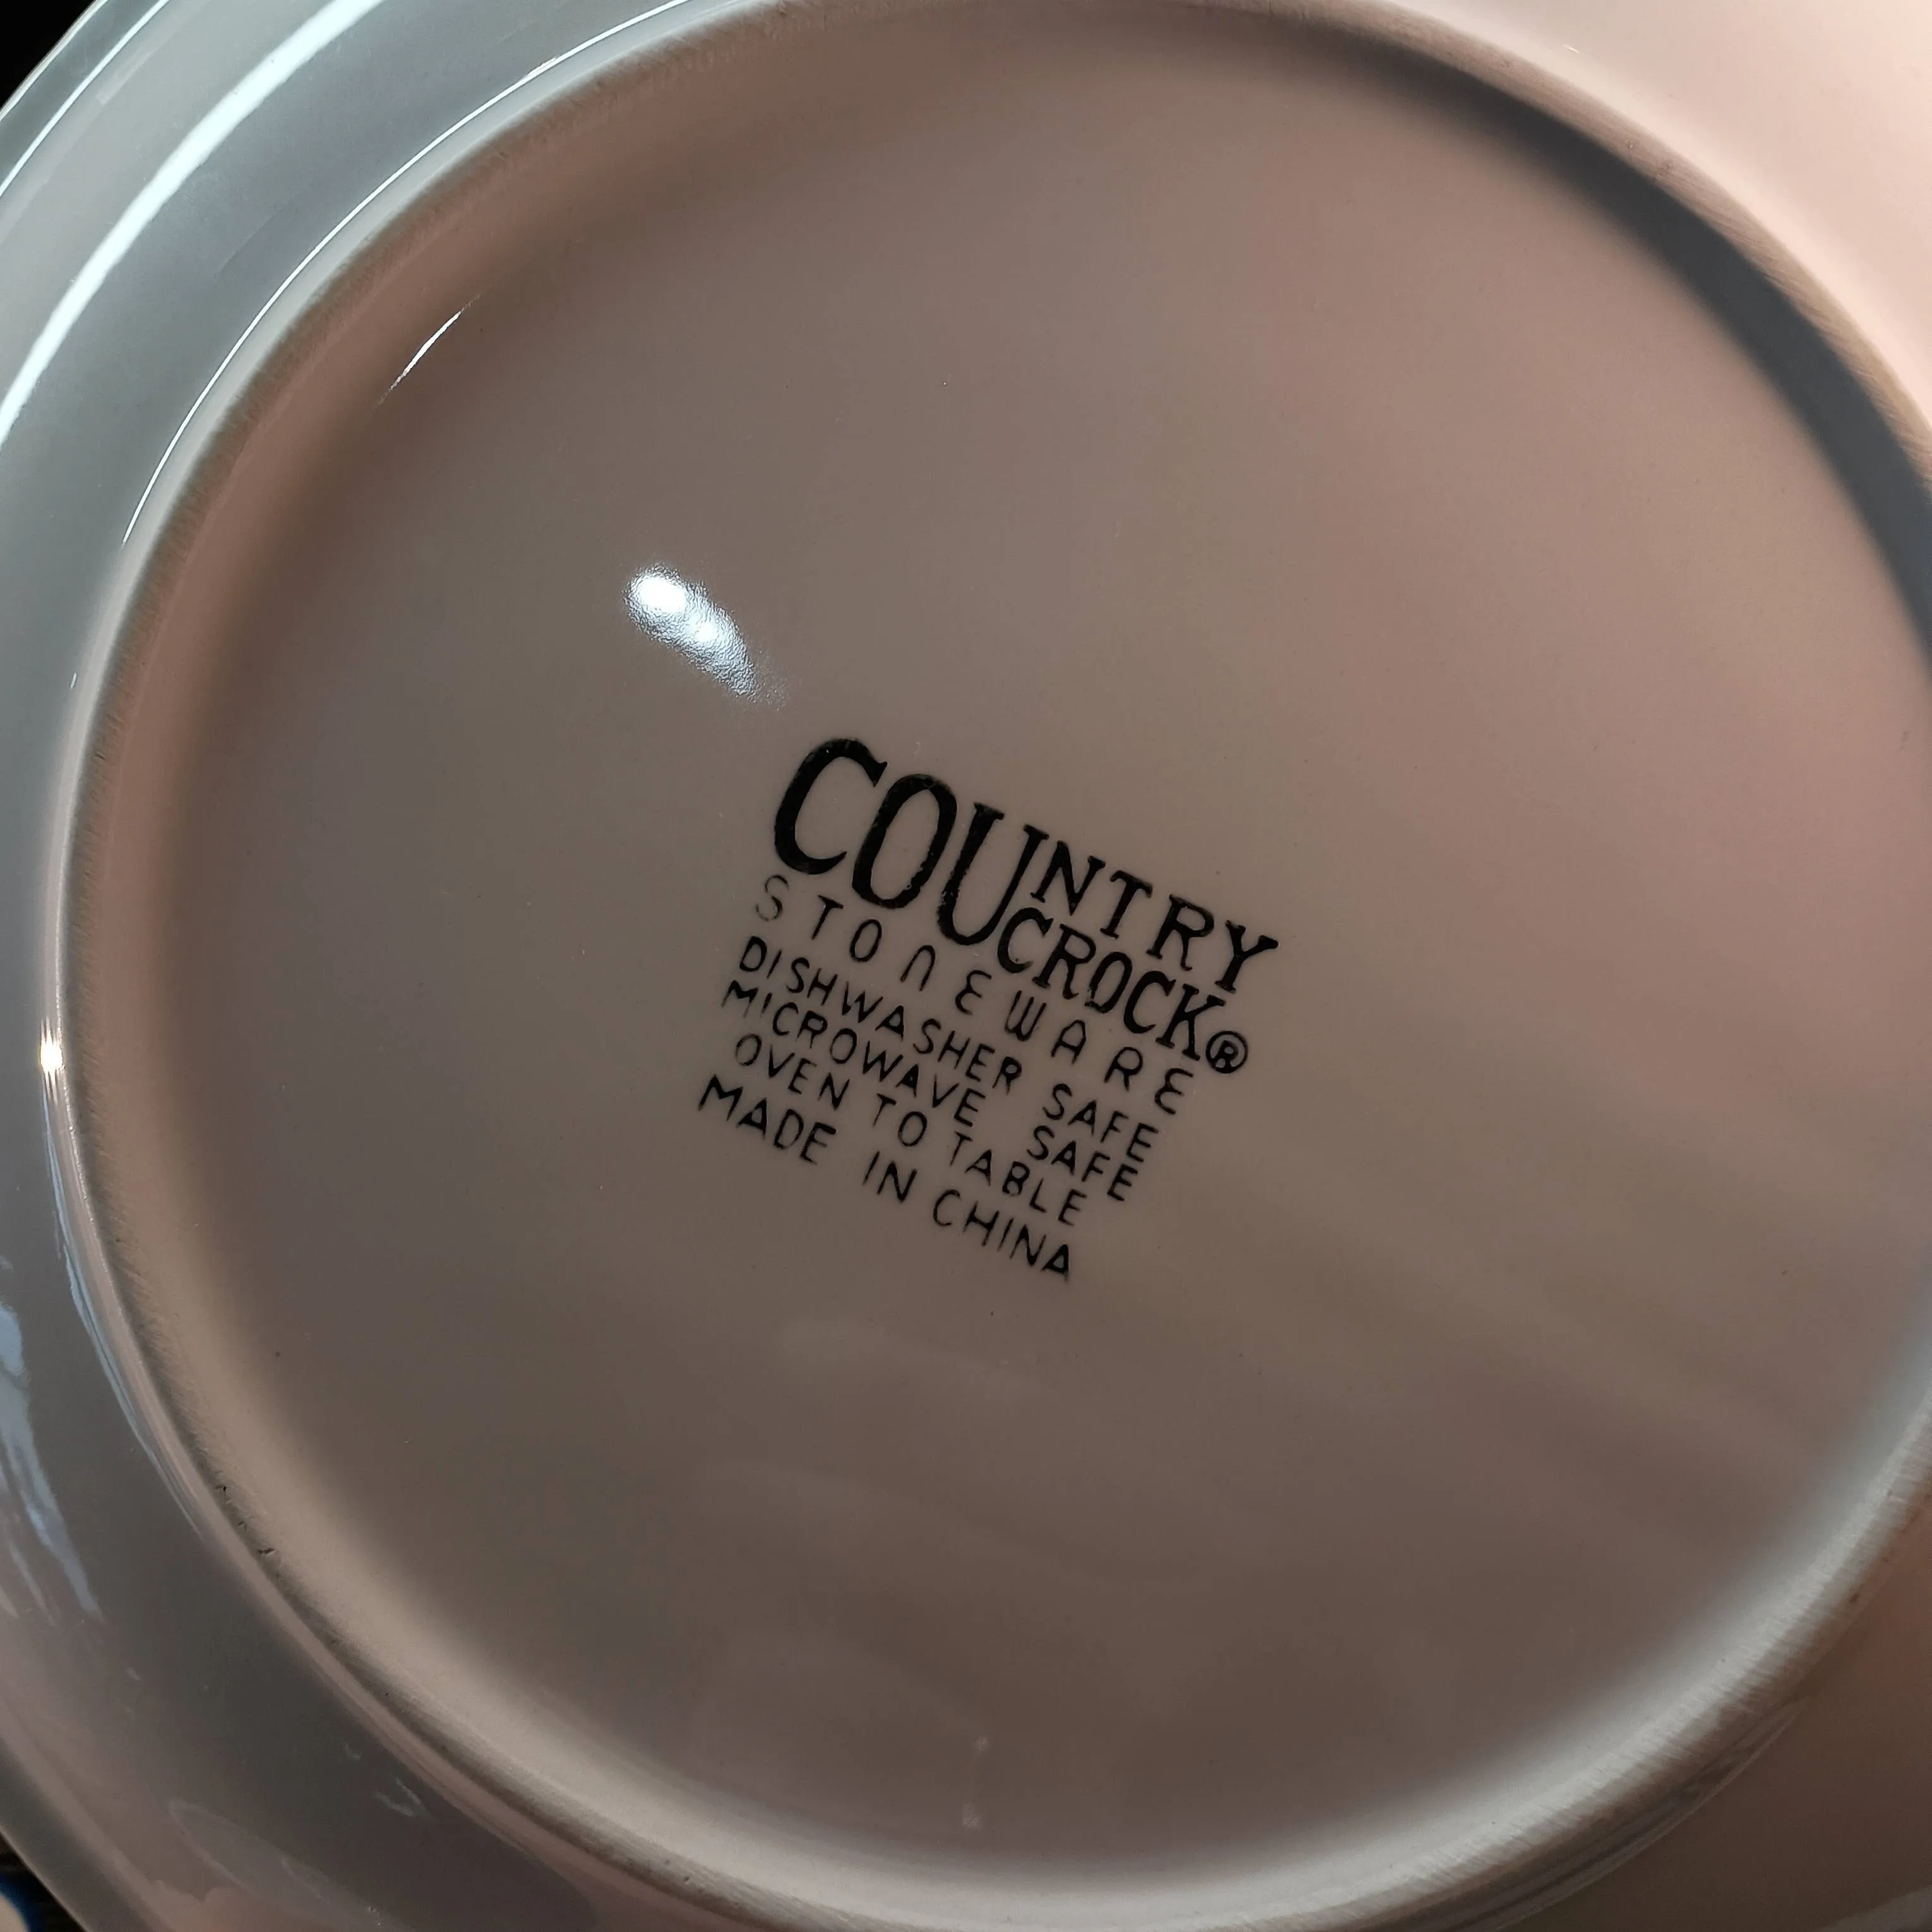 COUNTRY
CROCK®
STONEWARE
DISHWASHER SAFE
MICROWAVE SAFE
OVEN TO TABLE
MADE IN CHINA